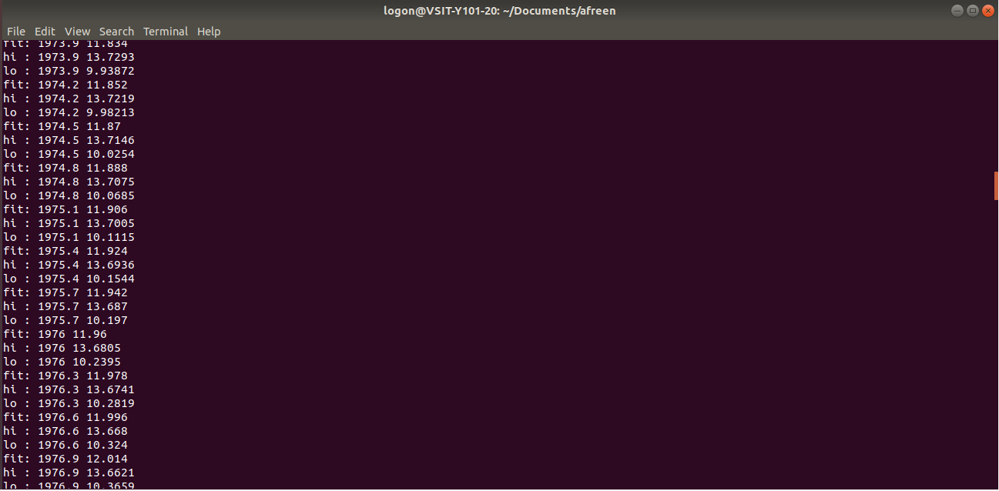 logon@VSIT-Y101-20: ~/Documents/afreen
File Edit View Search Terminal Help
fit: 1973.9 11.834
hi : 1973.9 13.7293
lo : 1973.9 9.93872
fit: 1974.2 11.852
hi : 1974.2 13.7219
lo : 1974.2 9.98213
fit: 1974.5 11.87
hi : 1974.5 13.7146
lo : 1974.5 10.0254
fit: 1974.8 11.888
hi : 1974.8 13.7075
lo : 1974.8 10.0685
fit: 1975.1 11.906
hi : 1975.1 13.7005
lo : 1975.1 10.1115
fit: 1975.4 11.924
hi : 1975.4 13.6936
lo : 1975.4 10.1544
fit: 1975.7 11.942
hi : 1975.7 13.687
lo : 1975.7 10.197
fit: 1976 11.96
hi : 1976 13.6805
lo : 1976 10.2395
fit: 1976.3 11.978
hi : 1976.3 13.6741
lo : 1976.3 10.2819
fit: 1976.6 11.996
hi : 1976.6 13.668
lo : 1976.6 10.324
fit: 1976.9 12.014
hi : 1976.9 13.6621
lo : 1976.9 10.3659